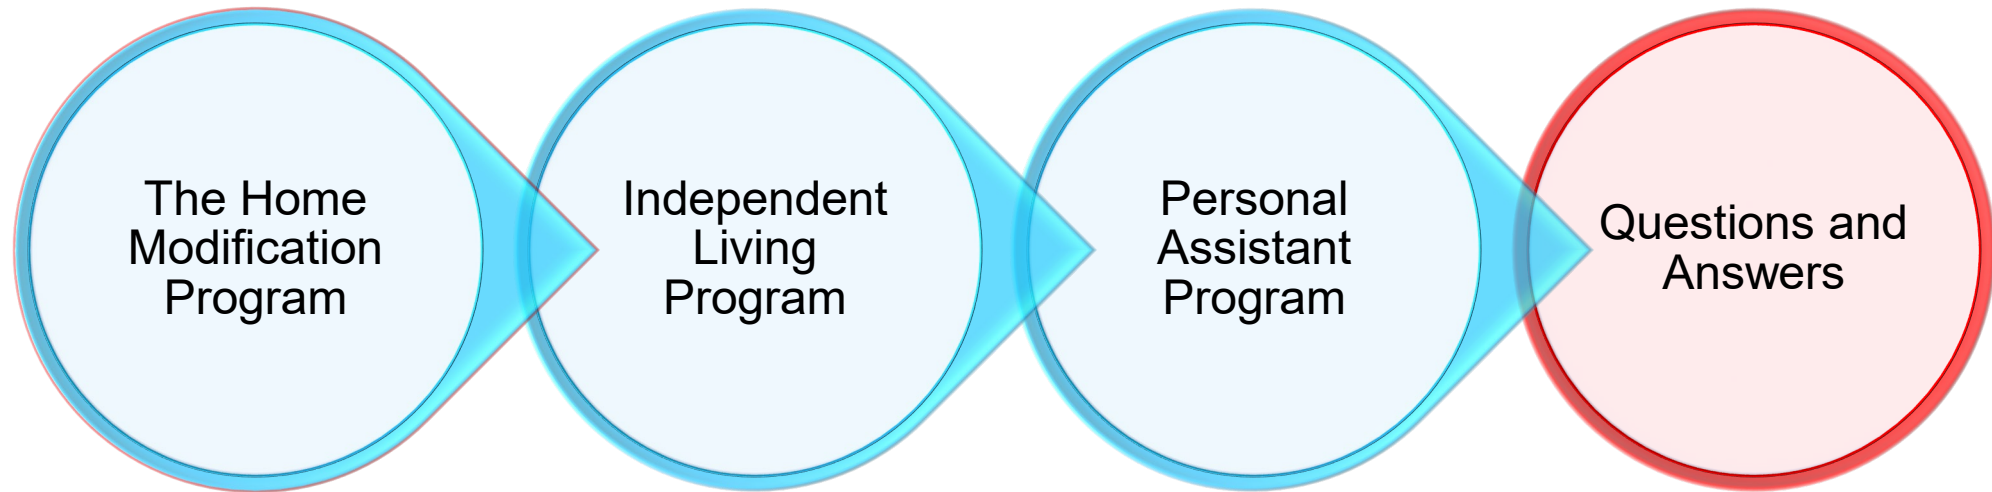 The Home
Modification
Program
Independent
Living
Program
Personal
Assistant
Program
Questions and
Answers